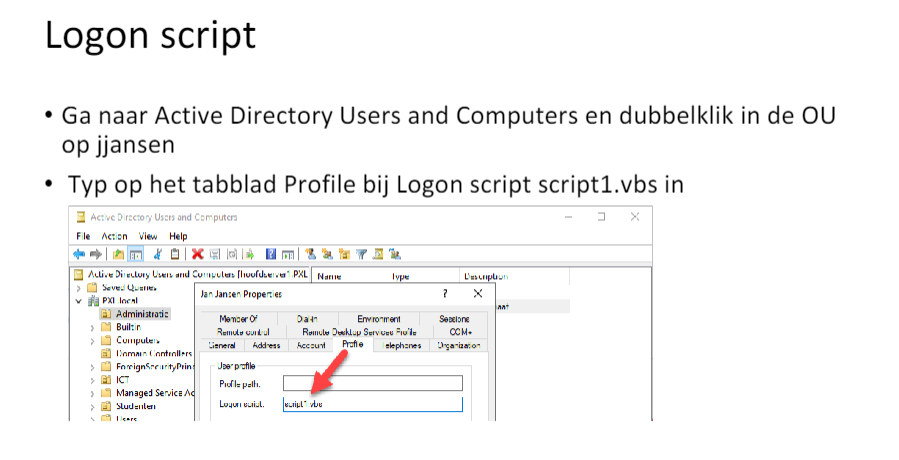 Logon script
• Ga naar Active Directory Users and Computers en dubbelklik in de OU
op jjansen
• Typ op het tabblad Profile bij Logon script script1.vbs in
Active Directory Users and Computers
File Action View Help
Active Directory Users and Computers [hoofdserver1.PXL
Name Type Description
Saved Queries
PXL.local
Administratie
Builtin
Computers
Domain Controllers
ForeignSecurityPrinc
ICT
Managed Service Ac
Studenten
Users
Jan Jansen Properties ? ×
Member Of Dial-in Environment Sessions
Remote control Remote Desktop Services Profile COM+
General Address Account Profile Telephones Organization
User profile
Profile path:
Logon script: script1.vbs